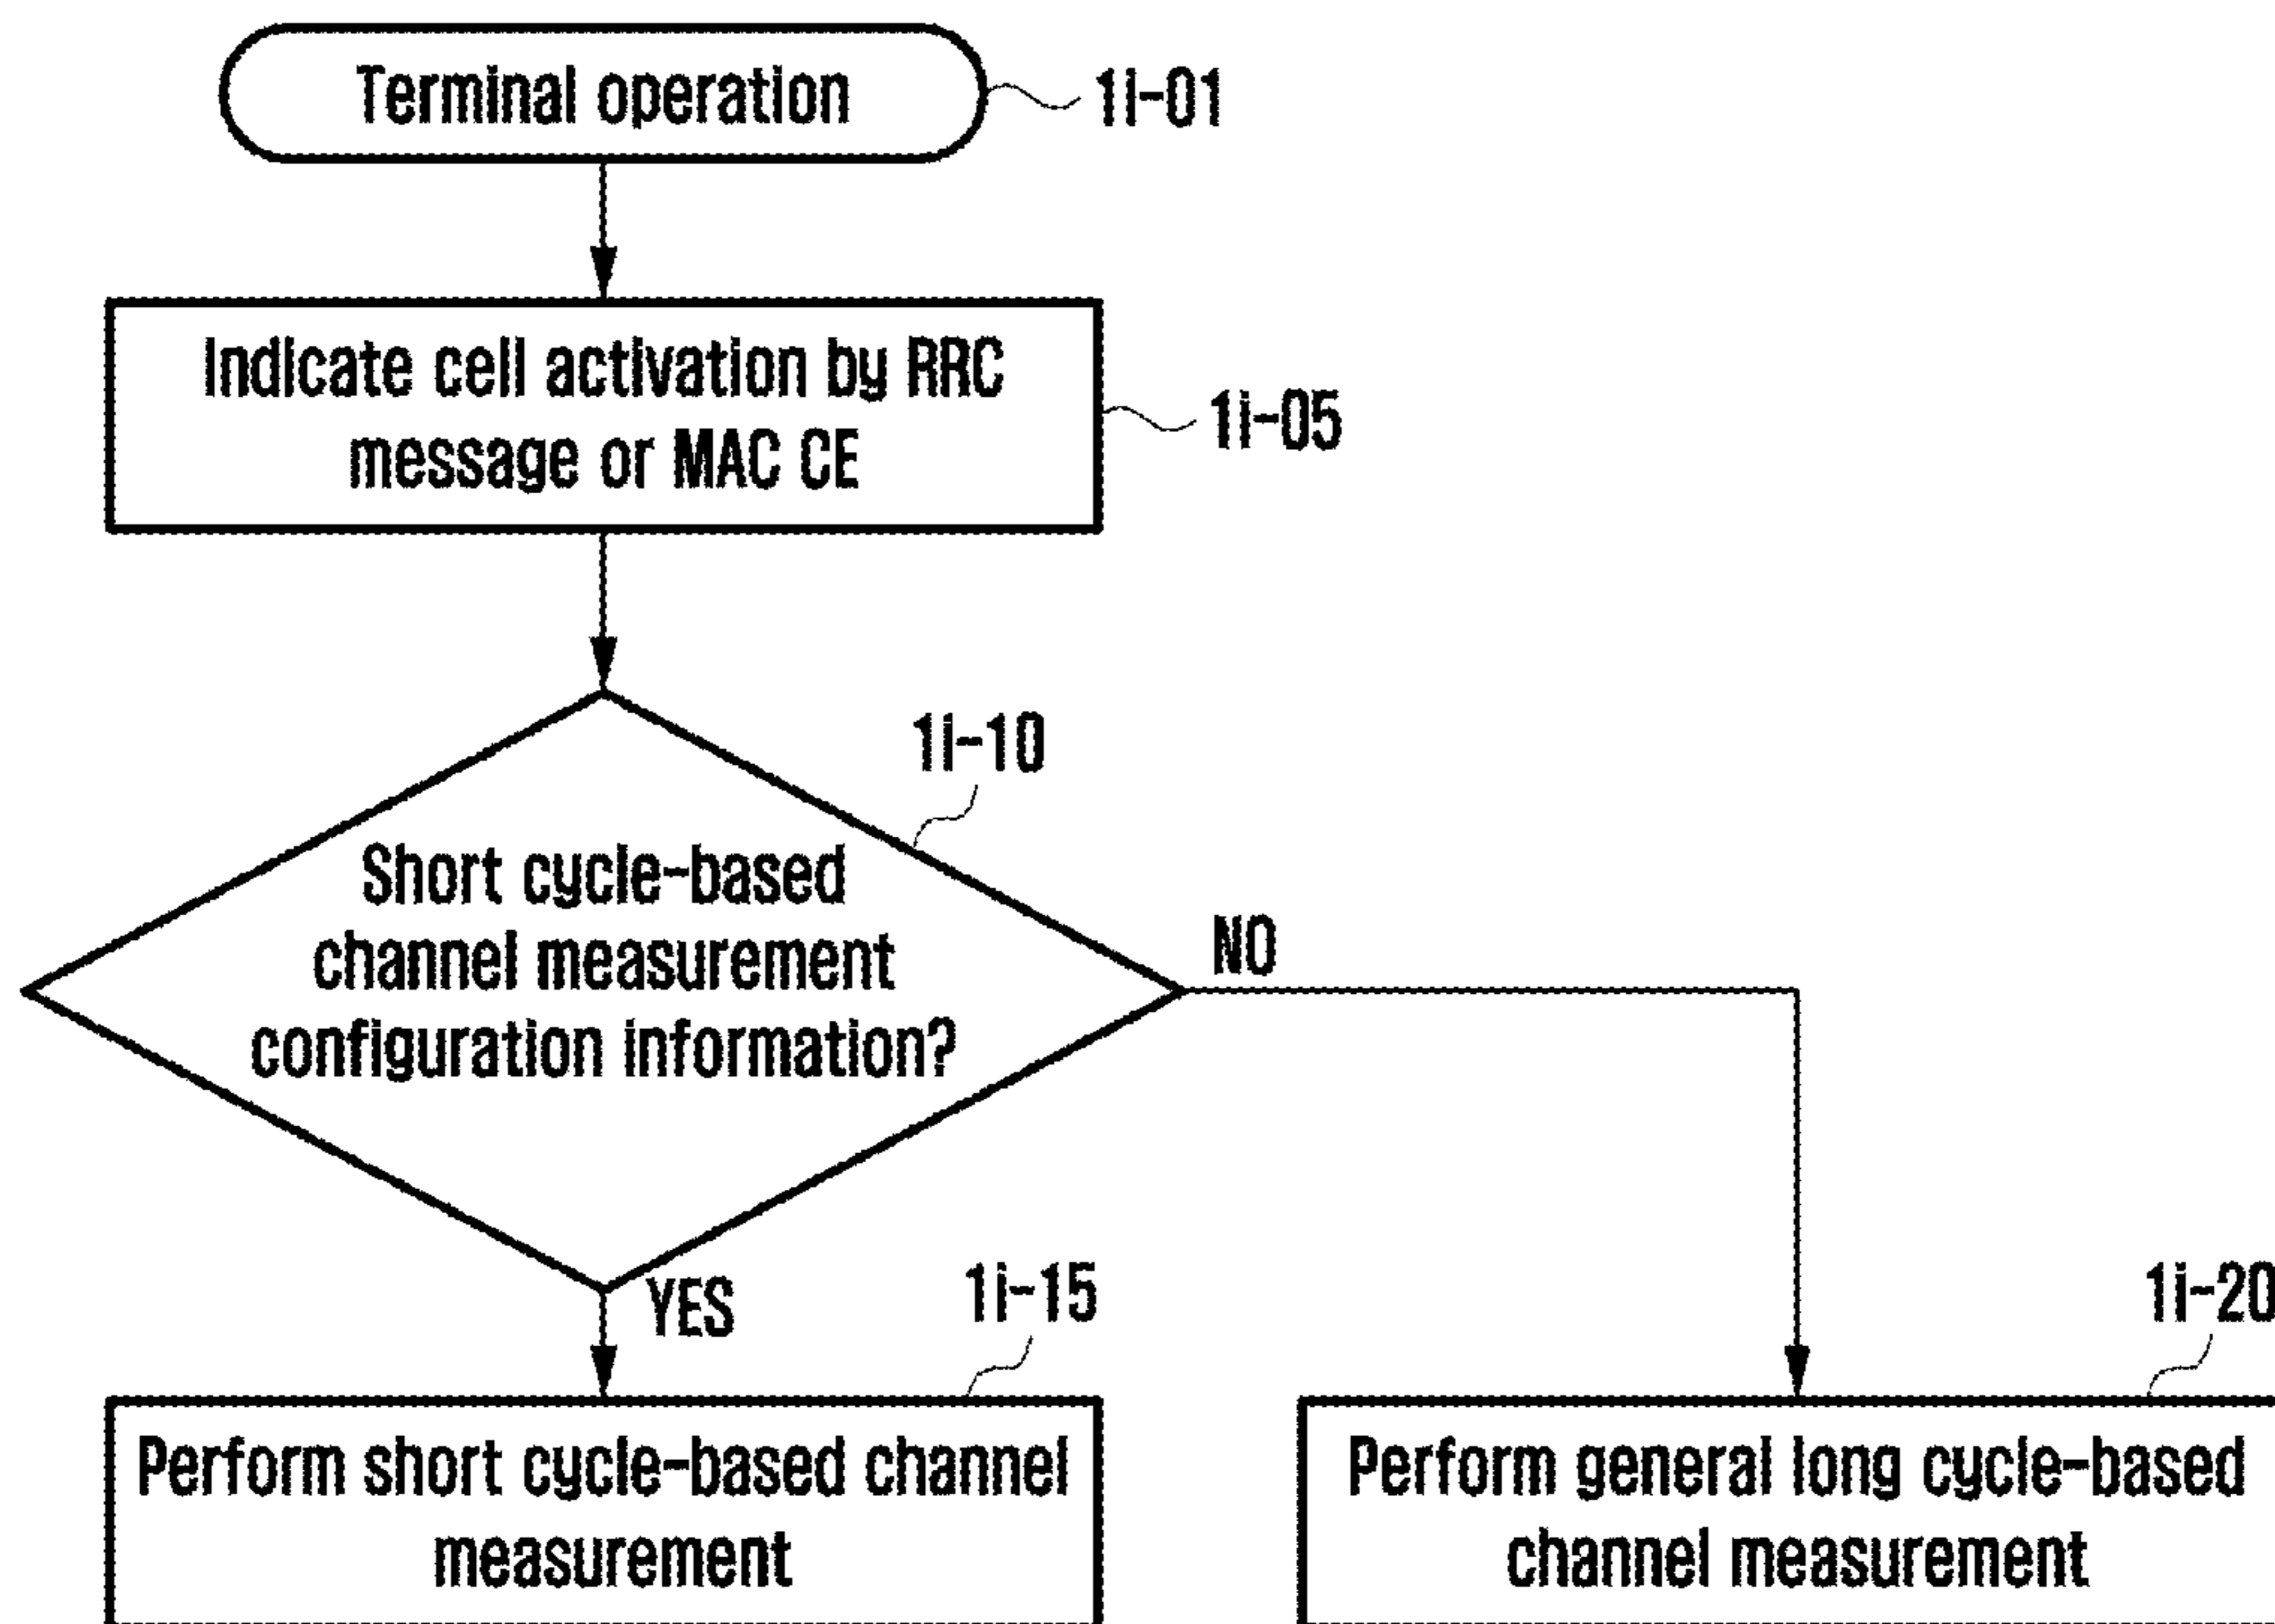 Terminal operation
1i-01
Indicate cell activation by RRC
message or MAC CE
1i-05
1i-10
Short cycle-based
channel measurement
configuration information?
NO
YES
1i-15
1i-20
Perform short cycle-based channel
measurement
Perform general long cycle-based
channel measurement